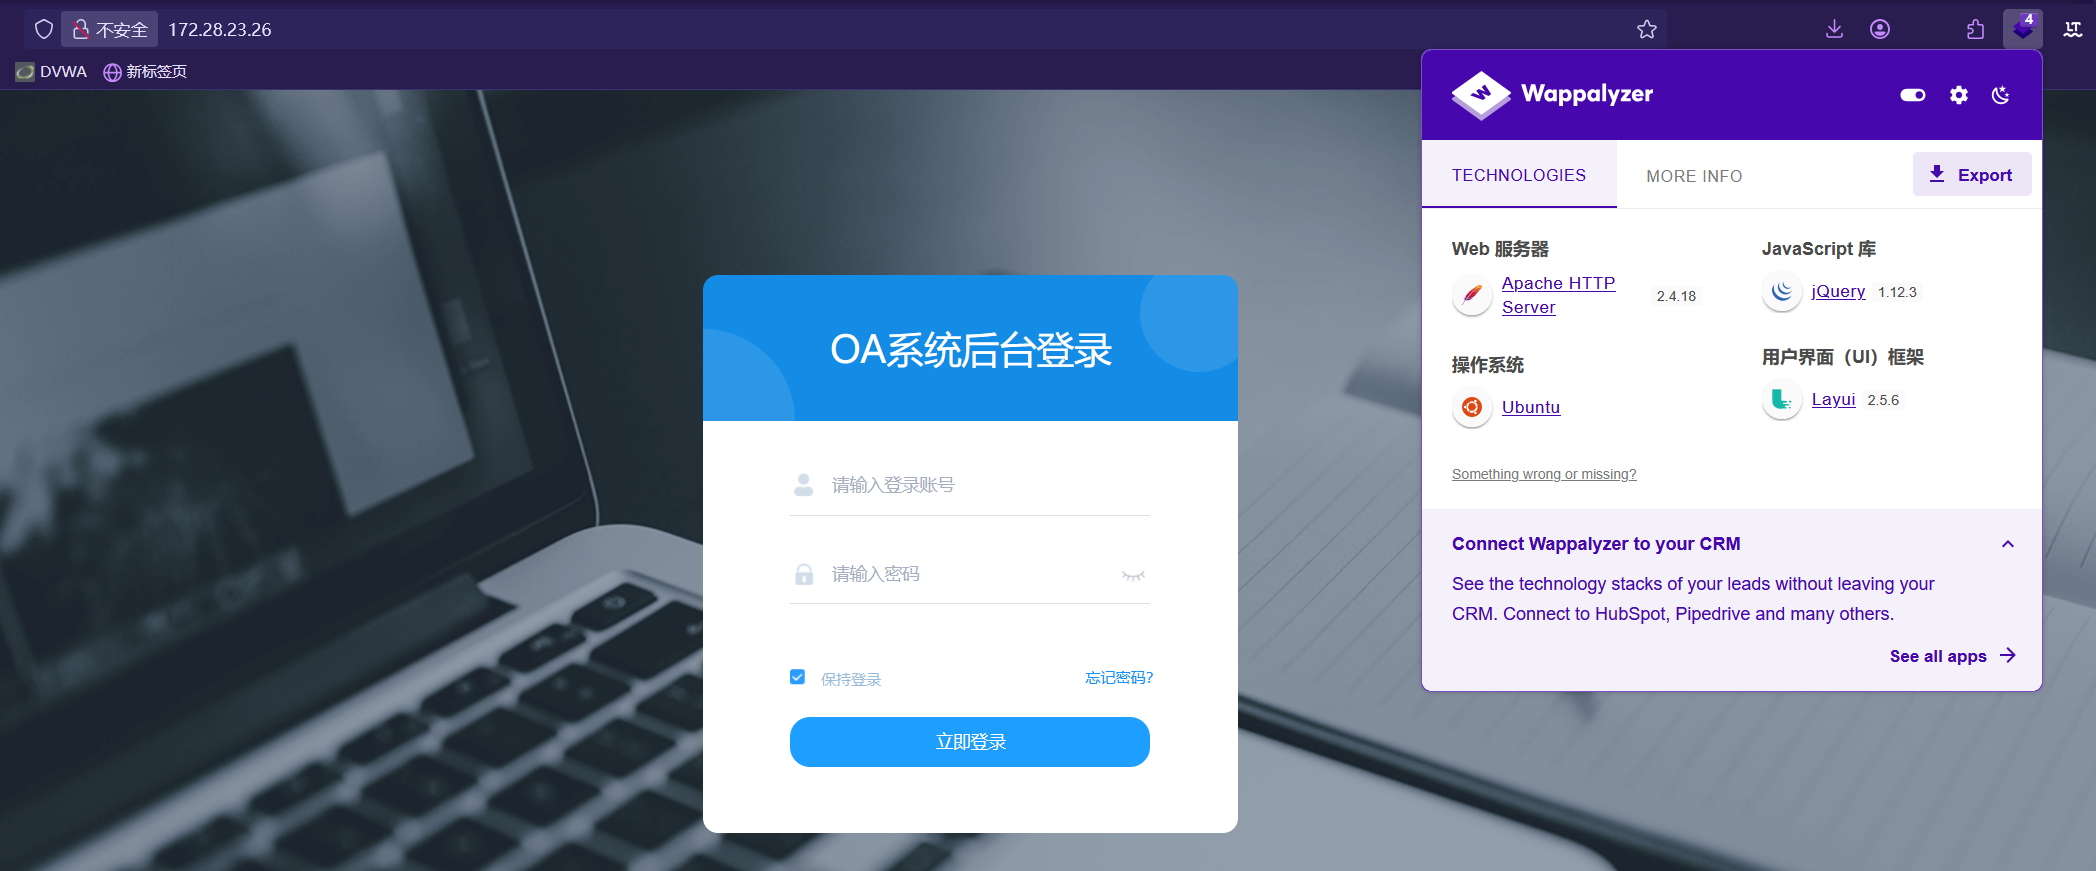 不安全 172.28.23.26
4
LT
DVWA 新标签页
Wappalyzer
TECHNOLOGIES MORE INFO Export
Web 服务器
Apache HTTP
Server
2.4.18
操作系统
Ubuntu
JavaScript 库
jQuery 1.12.3
用户界面（UI）框架
Layui 2.5.6
Something wrong or missing?
Connect Wappalyzer to your CRM
See the technology stacks of your leads without leaving your
CRM. Connect to HubSpot, Pipedrive and many others.
See all apps
OA系统后台登录
请输入登录账号
请输入密码
保持登录 忘记密码?
立即登录